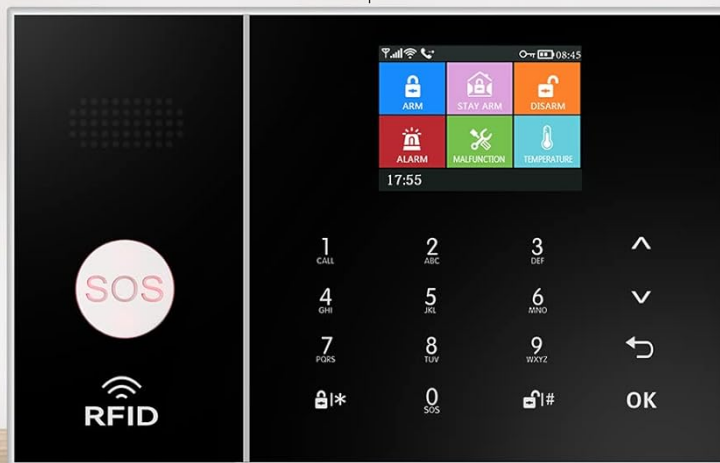 08:45
ARM
STAY ARM
DISARM
ALARM
MALFUNCTION
TEMPERATURE
17:55
SOS
RFID
1
CALL
2
ABC
3
DEF
4
GHI
5
JKL
6
MNO
7
PQRS
8
TUV
9
WXYZ
*
0
SOS
#
OK